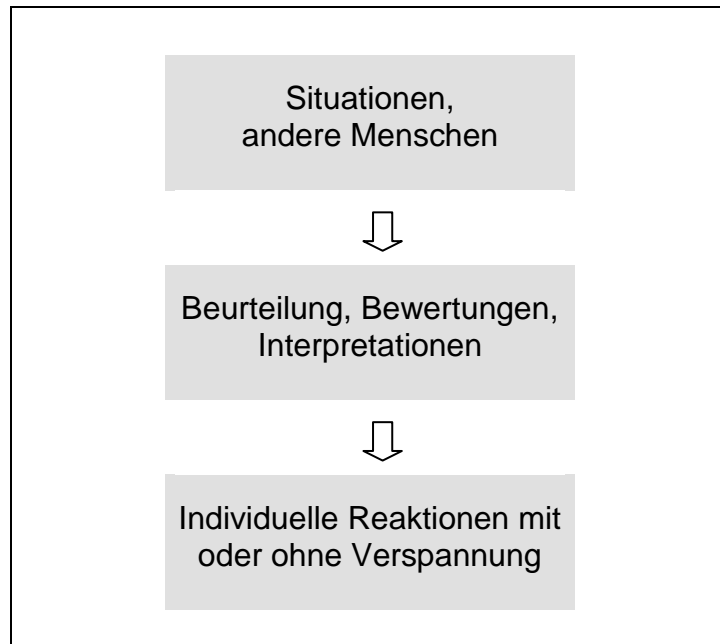 Situationen,
andere Menschen
Beurteilung, Bewertungen,
Interpretationen
Individuelle Reaktionen mit
oder ohne Verspannung